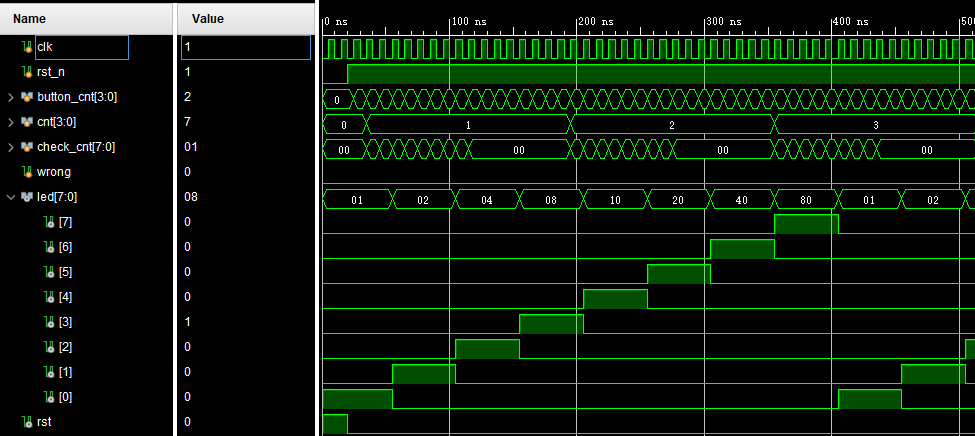 Name Value 0 ns 100 ns 200 ns 300 ns 400 ns 500
clk 1
rst_n 1
button_cnt[3:0] 2 0
cnt[3:0] 7 0 1 2 3
check_cnt[7:0] 01 00 00 00 00
wrong 0
led[7:0] 08 01 02 04 08 10 20 40 80 01 02
[7] 0
[6] 0
[5] 0
[4] 0
[3] 1
[2] 0
[1] 0
[0] 0
rst 0